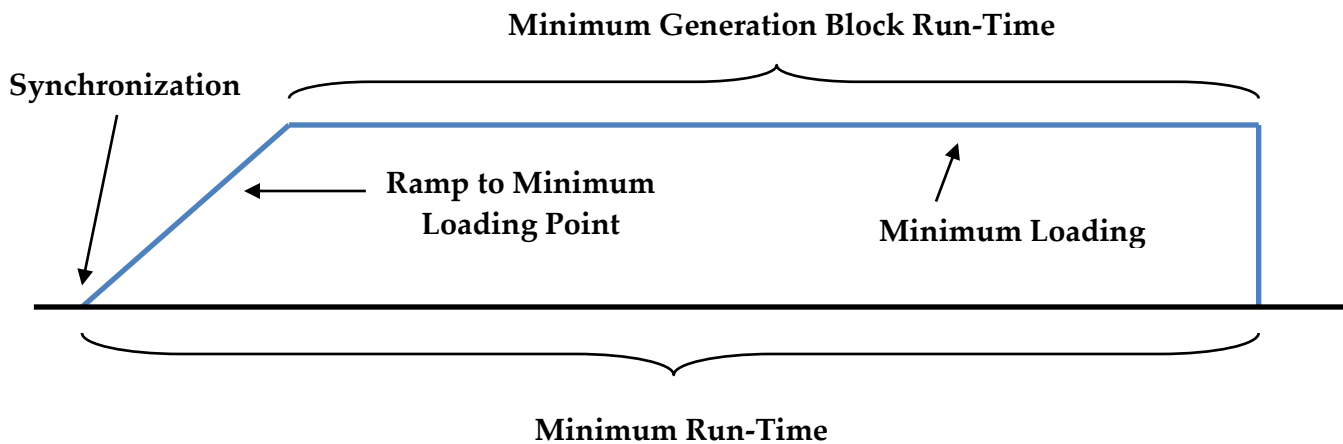 Minimum Generation Block Run-Time
Synchronization
Ramp to Minimum
Loading Point
Minimum Loading
Minimum Run-Time